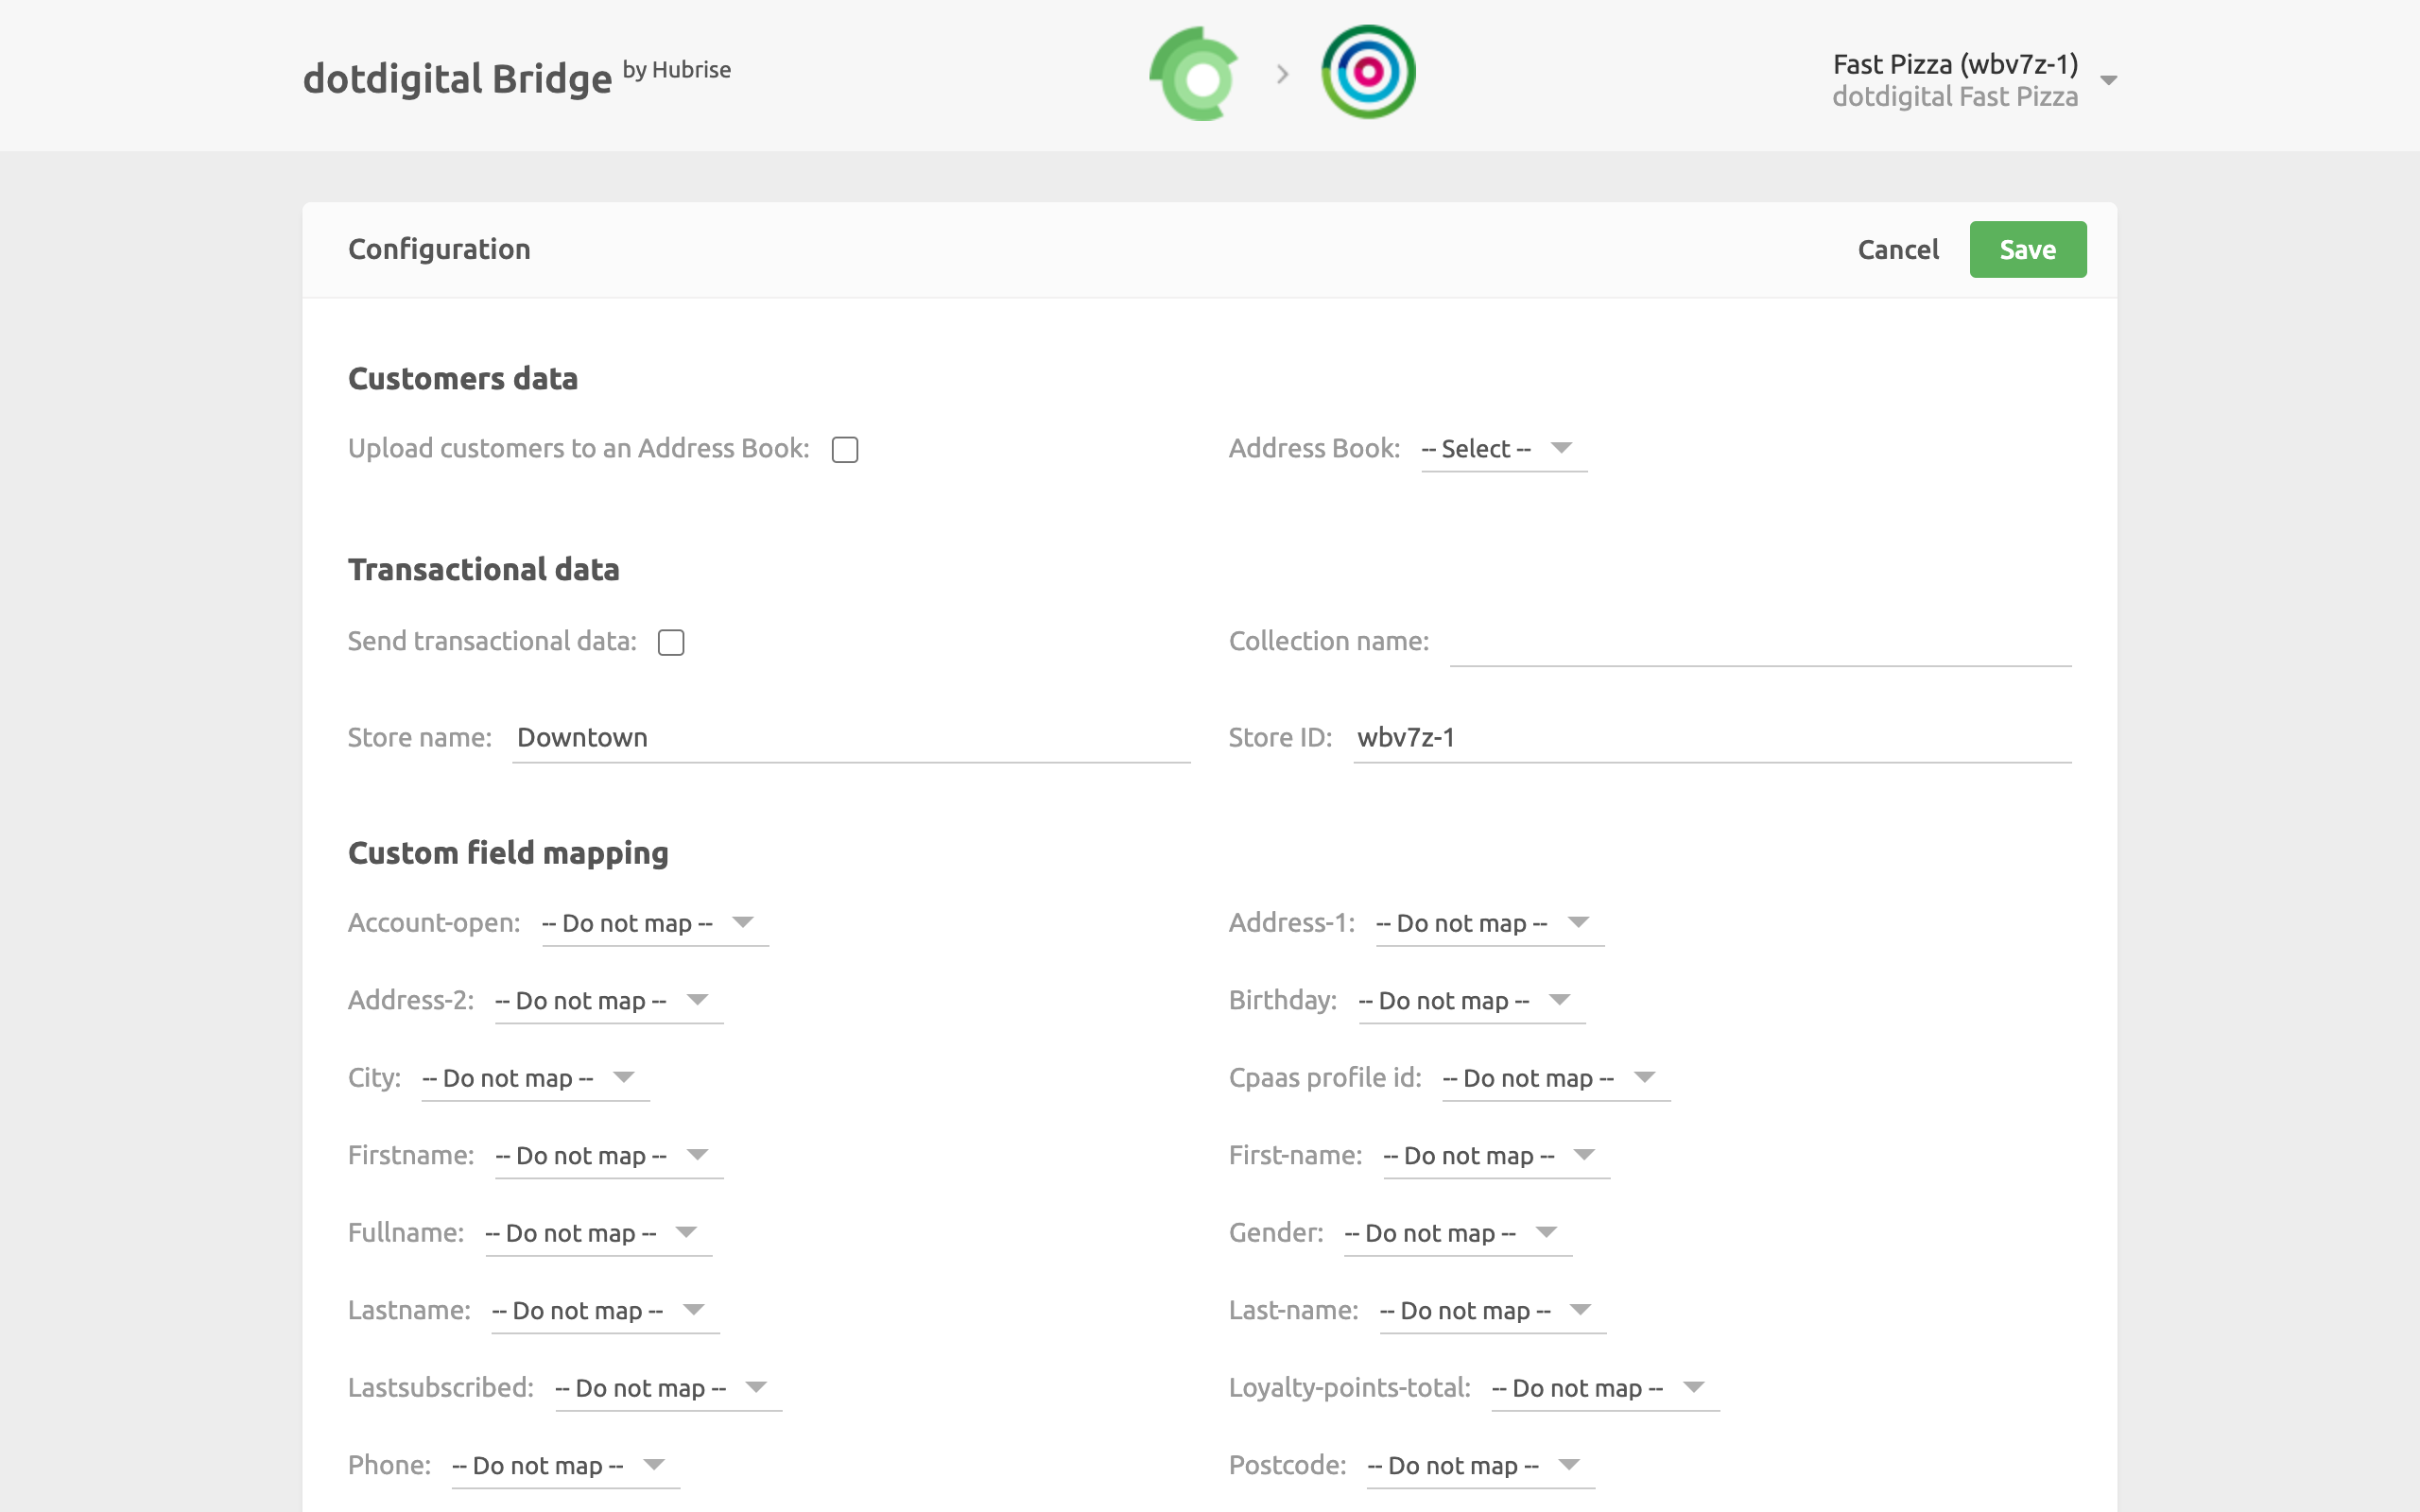 dotdigital Bridge by Hubrise
Fast Pizza (wbv7z-1)
dotdigital Fast Pizza
Configuration
Cancel
Save
Customers data
Upload customers to an Address Book:
Address Book: -- Select --
Transactional data
Send transactional data:
Collection name:
Store name: Downtown
Store ID: wbv7z-1
Custom field mapping
Account-open: -- Do not map --
Address-1: -- Do not map --
Address-2: -- Do not map --
Birthday: -- Do not map --
City: -- Do not map --
Cpaas profile id: -- Do not map --
Firstname: -- Do not map --
First-name: -- Do not map --
Fullname: -- Do not map --
Gender: -- Do not map --
Lastname: -- Do not map --
Last-name: -- Do not map --
Lastsubscribed: -- Do not map --
Loyalty-points-total: -- Do not map --
Phone: -- Do not map --
Postcode: -- Do not map --